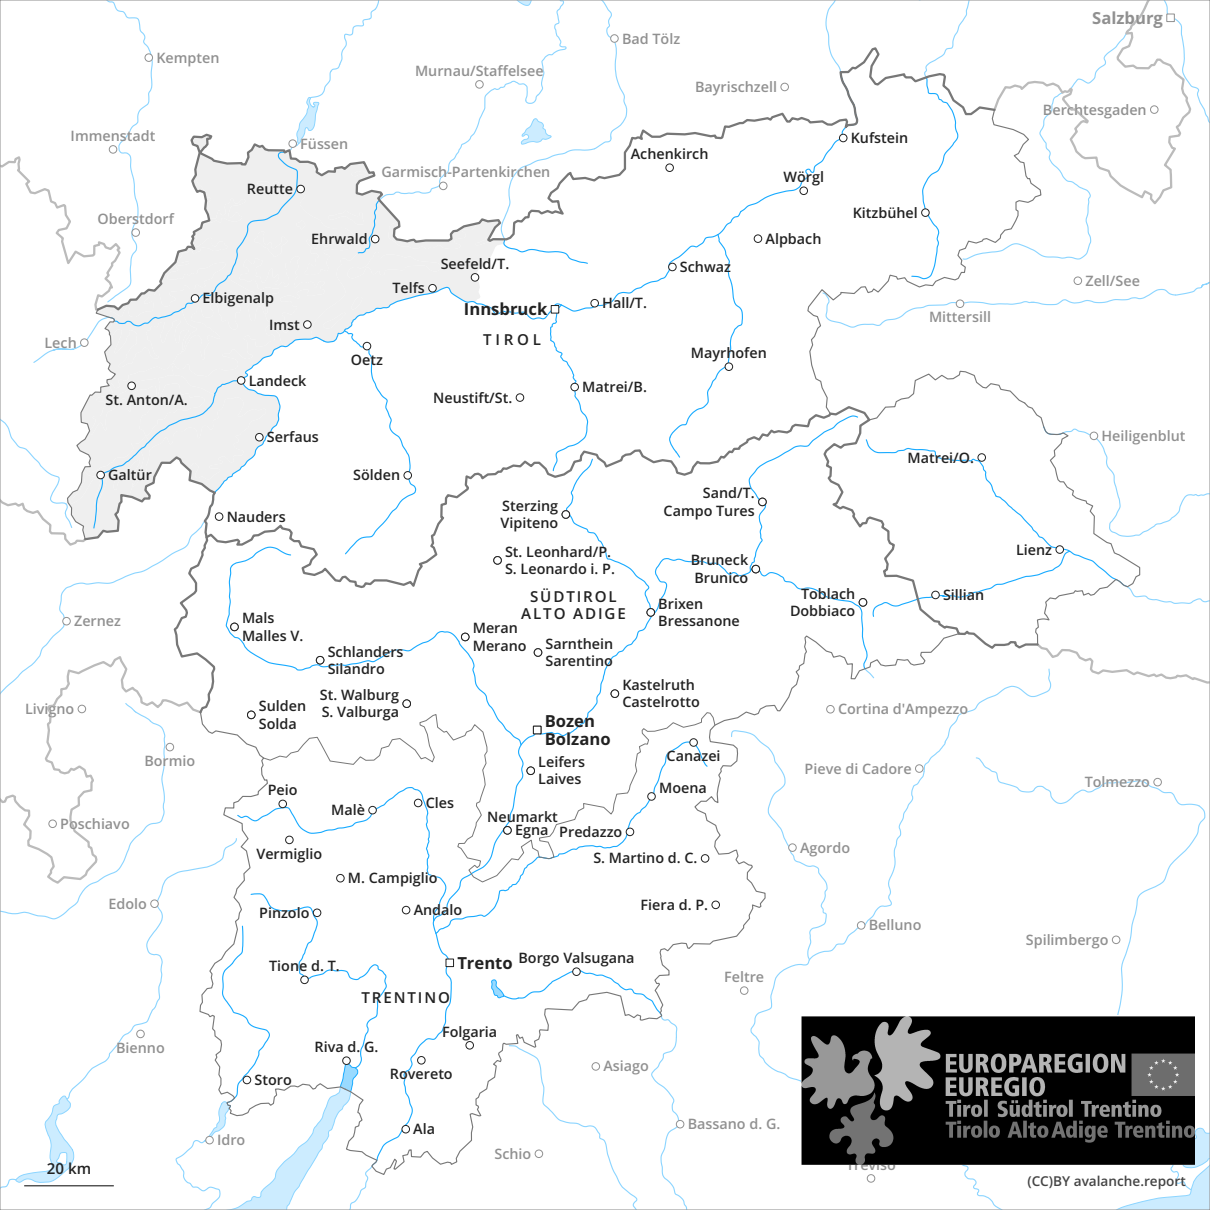 Salzburg
Kempten
Bad Tölz
Murnau/Staffelsee
Bayrischzell
Berchtesgaden
Immenstadt
Füssen
Kufstein
Achenkirch
Garmisch-Partenkirchen
Wörgl
Reutte
Oberstdorf
Kitzbühel
Ehrwald
Alpbach
Seefeld/T.
Schwaz
Zell/See
Telfs
Elbigenalp
Hall/T.
Innsbruck
Mittersill
Imst
TIROL
Lech
Oetz
Mayrhofen
Landeck
Matrei/B.
St. Anton/A.
Neustift/St.
Serfaus
Heiligenblut
Matrei/O.
Galtür
Sölden
Sand/T.
Campo Tures
Sterzing
Vipiteno
Nauders
St. Leonhard/P.
S. Leonardo i. P.
Lienz
Bruneck
Brunico
SÜDTIROL
ALTO ADIGE
Toblach
Dobbiaco
Sillian
Brixen
Bressanone
Mals
Malles V.
Zernez
Meran
Merano
Sarnthein
Sarentino
Schlanders
Silandro
Kastelruth
Castelrotto
St. Walburg
S. Valburga
Sulden
Solda
Livigno
Cortina d'Ampezzo
Bozen
Bolzano
Bormio
Canazei
Leifers
Laives
Pieve di Cadore
Tolmezzo
Peio
Moena
Malè
Cles
Neumarkt
Egna
Poschiavo
Predazzo
Vermiglio
Agordo
S. Martino d. C.
M. Campiglio
Edolo
Pinzolo
Andalo
Fiera d. P.
Belluno
Spilimbergo
Trento
Borgo Valsugana
Tione d. T.
Feltre
TRENTINO
Folgaria
Bienno
Riva d. G.
Rovereto
Asiago
Storo
EUROPAREGION
EUREGIO
Tirol Südtirol Trentino
Tirolo Alto Adige Trentino
Ala
Bassano d. G.
Idro
Schio
Treviso
20 km
(CC)BY avalanche.report